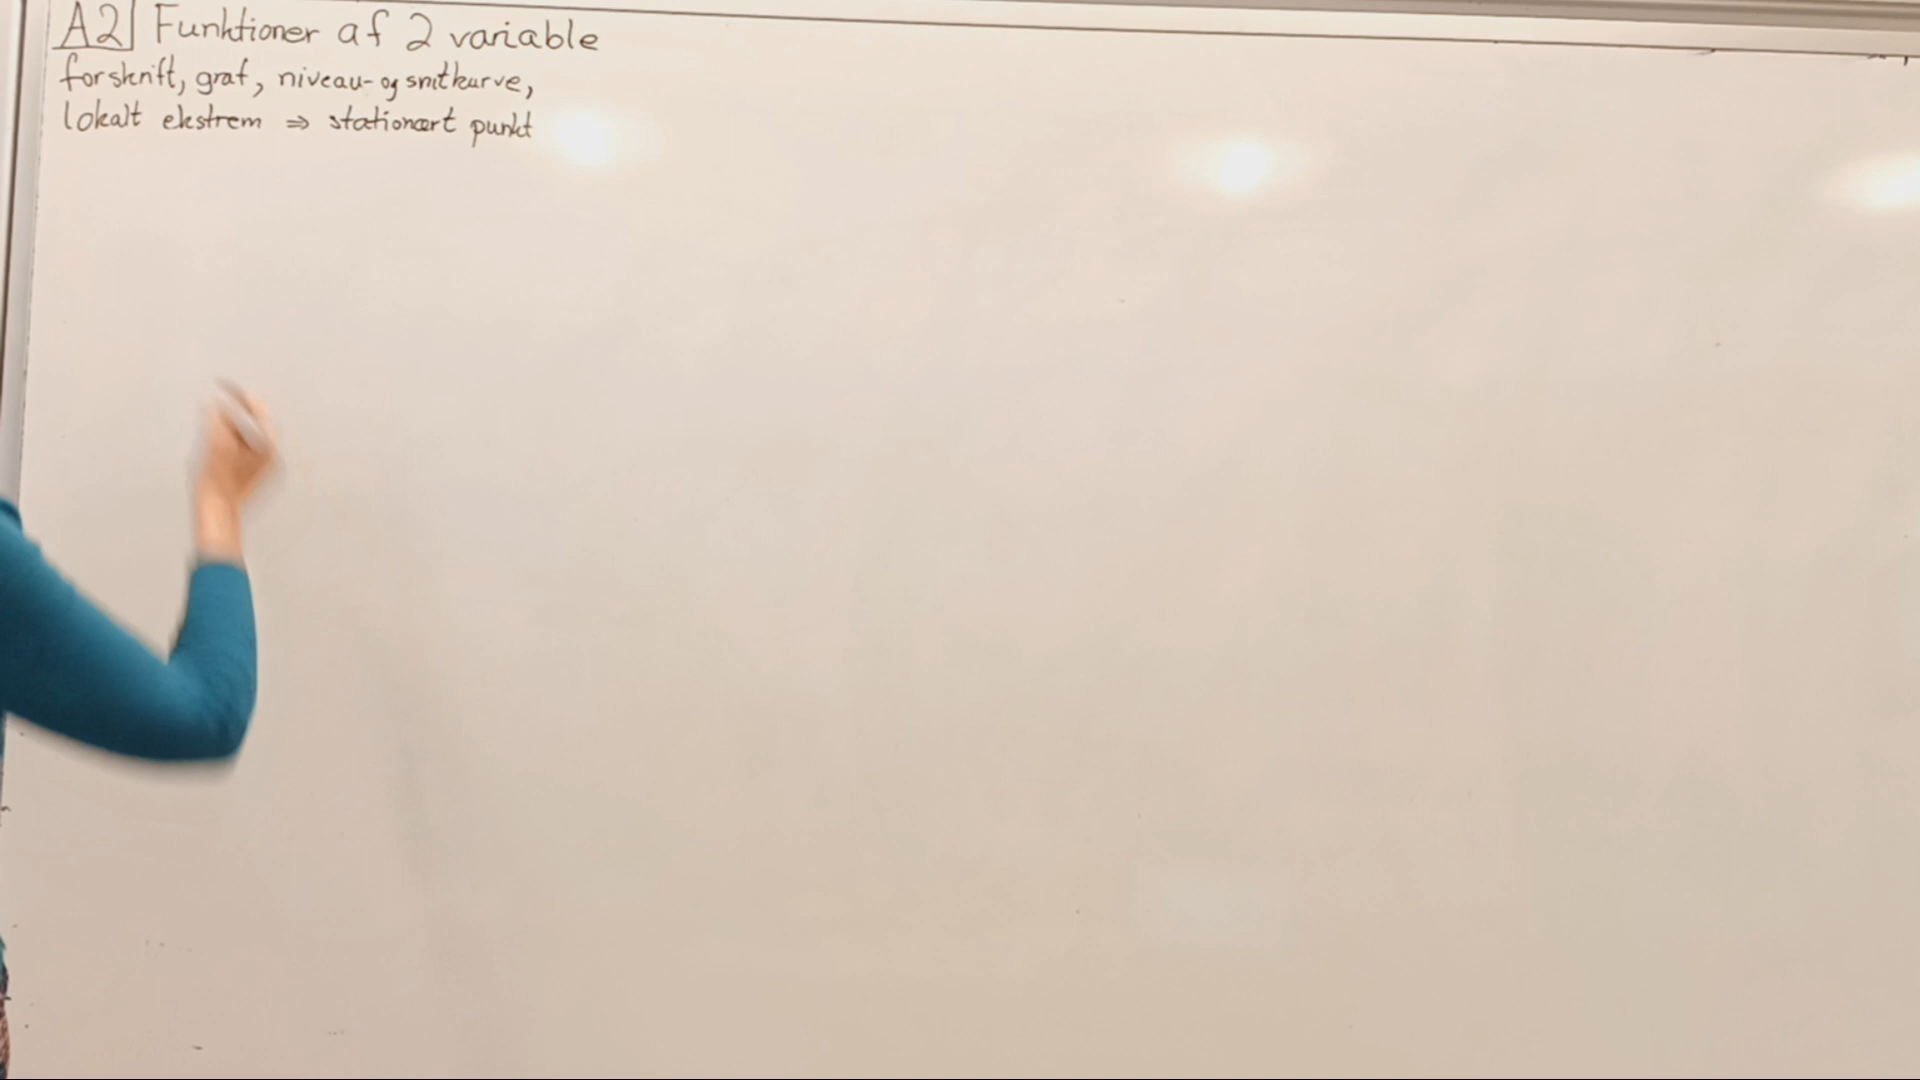 A2 Funktioner af 2 variable
forskrift, graf, niveau- og snitkurve,
lokalt ekstrem ⇒ stationært punkt